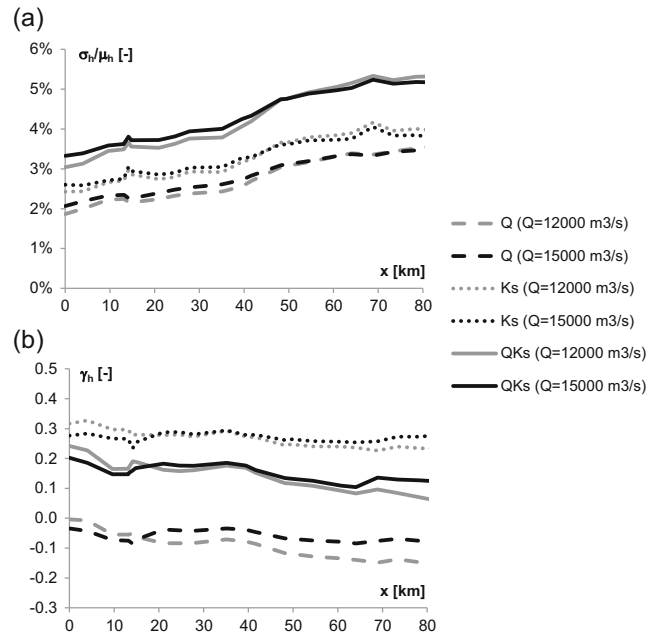 (a)
σh/μh [-]
6%
5%
4%
3%
2%
1%
0%
x [km]
0 10 20 30 40 50 60 70 80
Q (Q=12000 m3/s)
Q (Q=15000 m3/s)
Ks (Q=12000 m3/s)
Ks (Q=15000 m3/s)
QKs (Q=12000 m3/s)
QKs (Q=15000 m3/s)
(b)
γh [-]
0.5
0.4
0.3
0.2
0.1
0.0
-0.1
-0.2
-0.3
x [km]
0 10 20 30 40 50 60 70 80